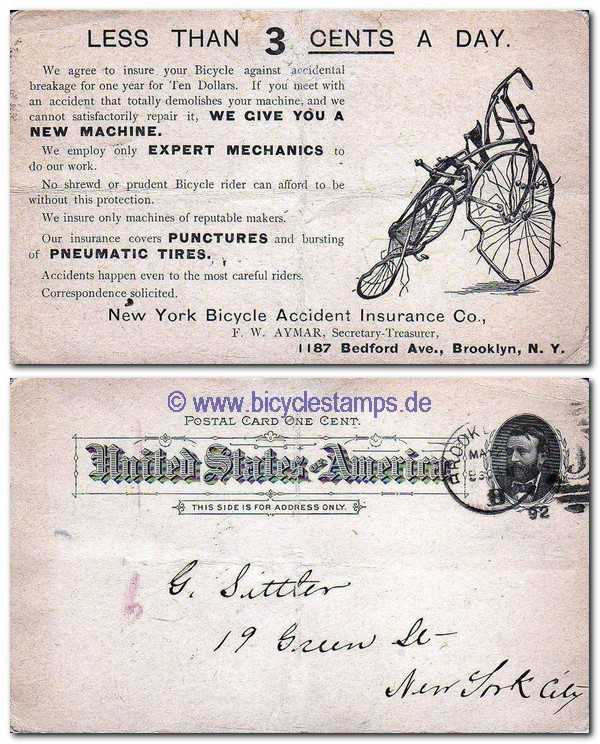 LESS THAN 3 CENTS A DAY.
We agree to insure your Bicycle against accidental
breakage for one year for Ten Dollars. If you meet with
an accident that totally demolishes your machine, and we
cannot satisfactorily repair it, WE GIVE YOU A
NEW MACHINE.
We employ only EXPERT MECHANICS to
do our work.
No shrewd or prudent Bicycle rider can afford to be
without this protection.
We insure only machines of reputable makers.
Our insurance covers PUNCTURES and bursting
of PNEUMATIC TIRES.
Accidents happen even to the most careful riders.
Correspondence solicited.
New York Bicycle Accident Insurance Co.,
F. W. AYMAR, Secretary-Treasurer,
1187 Bedford Ave., Brooklyn, N. Y.
© www.bicyclestamps.de
POSTAL CARD ONE CENT.
United States of America
THIS SIDE IS FOR ADDRESS ONLY.
92
G. Sittler
19 Green St
New York City